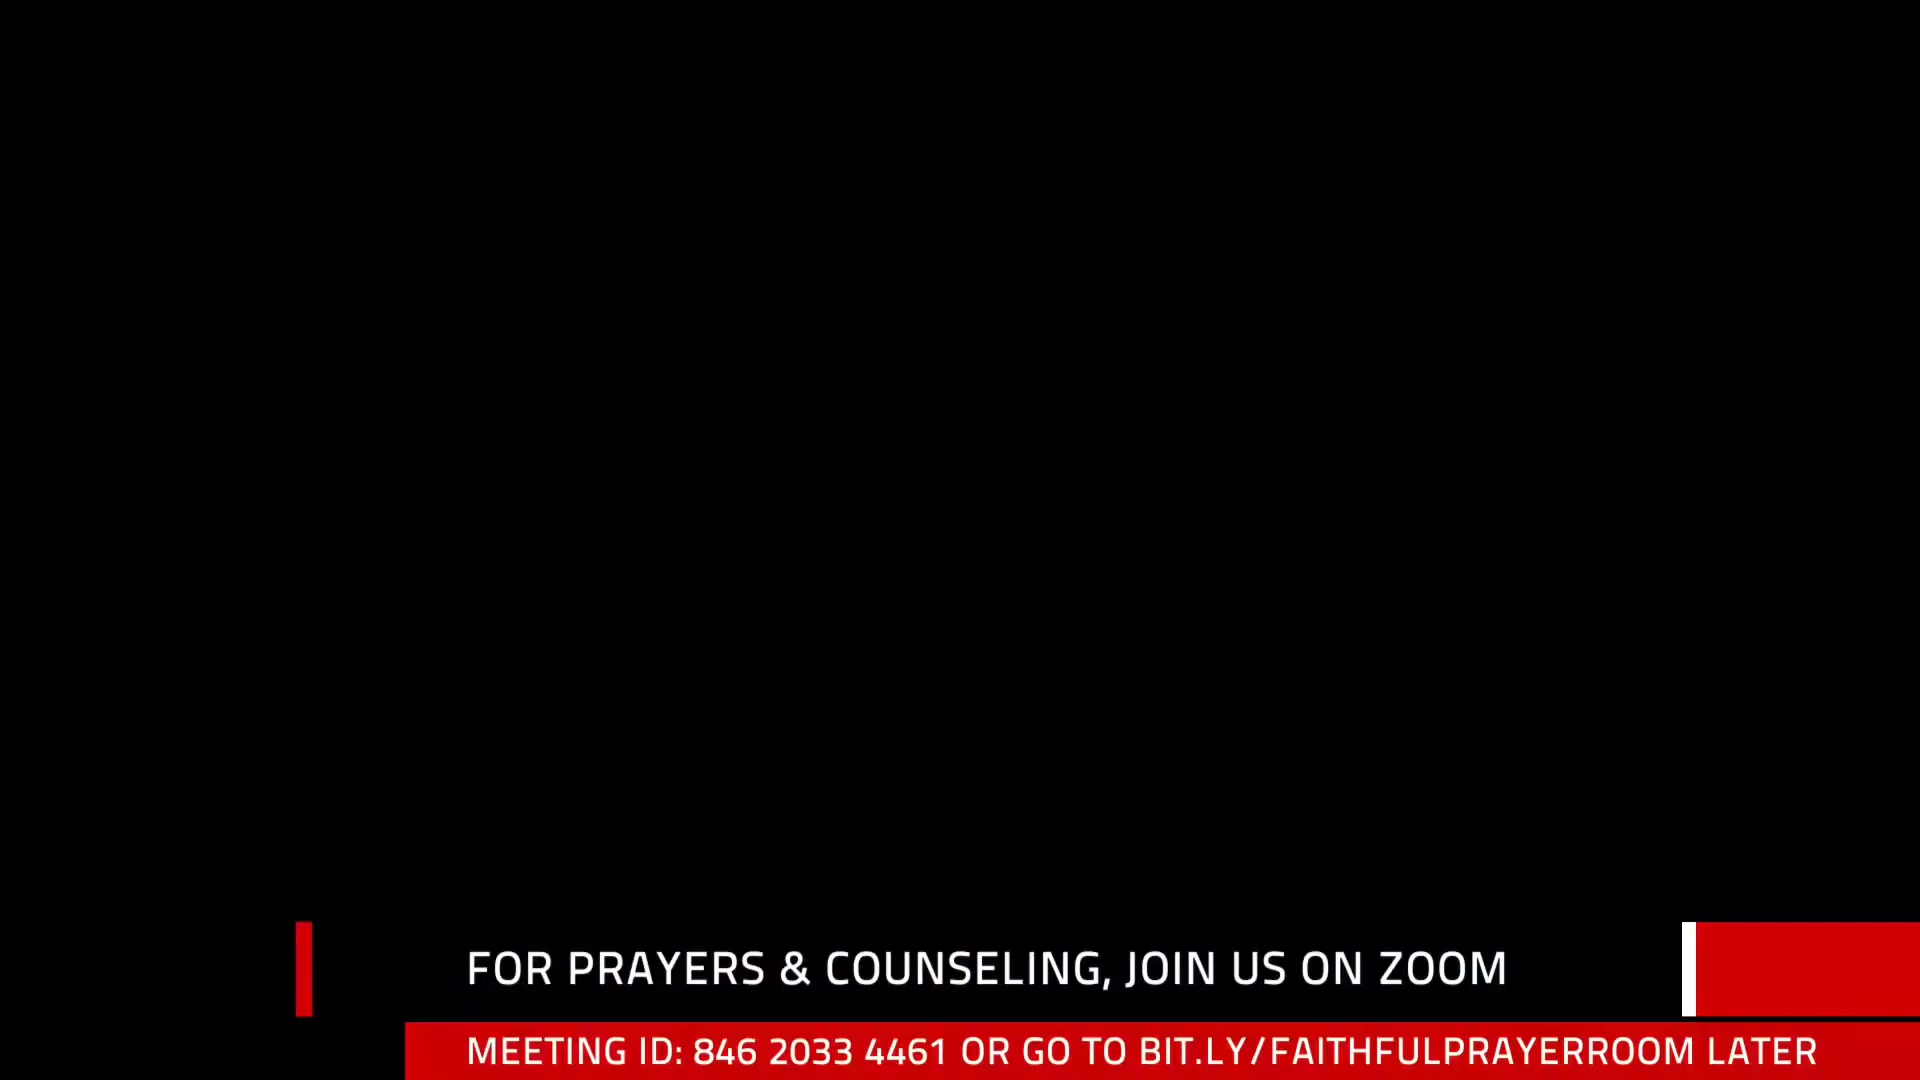 FOR PRAYERS & COUNSELING, JOIN US ON ZOOM
MEETING ID: 846 2033 4461 OR GO TO BIT.LY/FAITHFULPRAYERROOM LATER